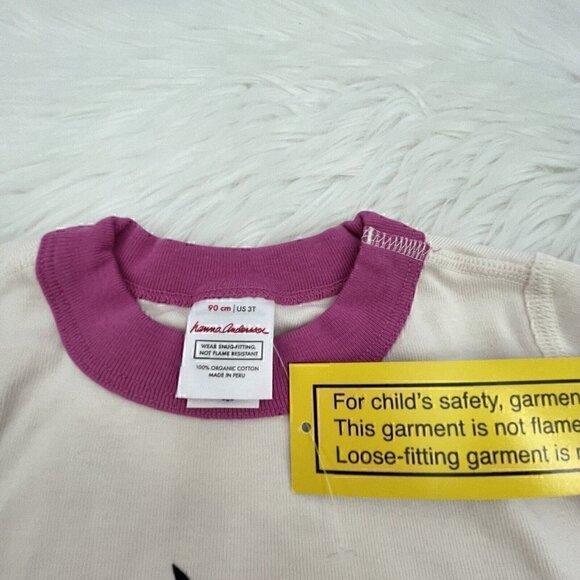 90 cm | US 3T
hanna andersson
WEAR SNUG-FITTING,
NOT FLAME RESISTANT
100% ORGANIC COTTON
MADE IN PERU
For child's safety, garmen
This garment is not flame
Loose-fitting garment is